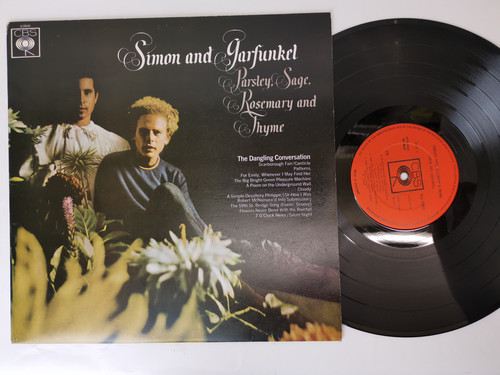 CBS
Simon and Garfunkel
Parsley, Sage,
Rosemary and
Thyme
The Dangling Conversation
Scarborough Fair/Canticle
Patterns
For Emily, Whenever I May Find Her
The Big Bright Green Pleasure Machine
A Poem on the Underground Wall
Cloudy
A Simple Desultory Philippic (Or How I Was
Robert McNamara'd Into Submission)
The 59th St. Bridge Song (Feelin' Groovy)
Flowers Never Bend With the Rainfall
7 O'Clock News/Silent Night
CBS